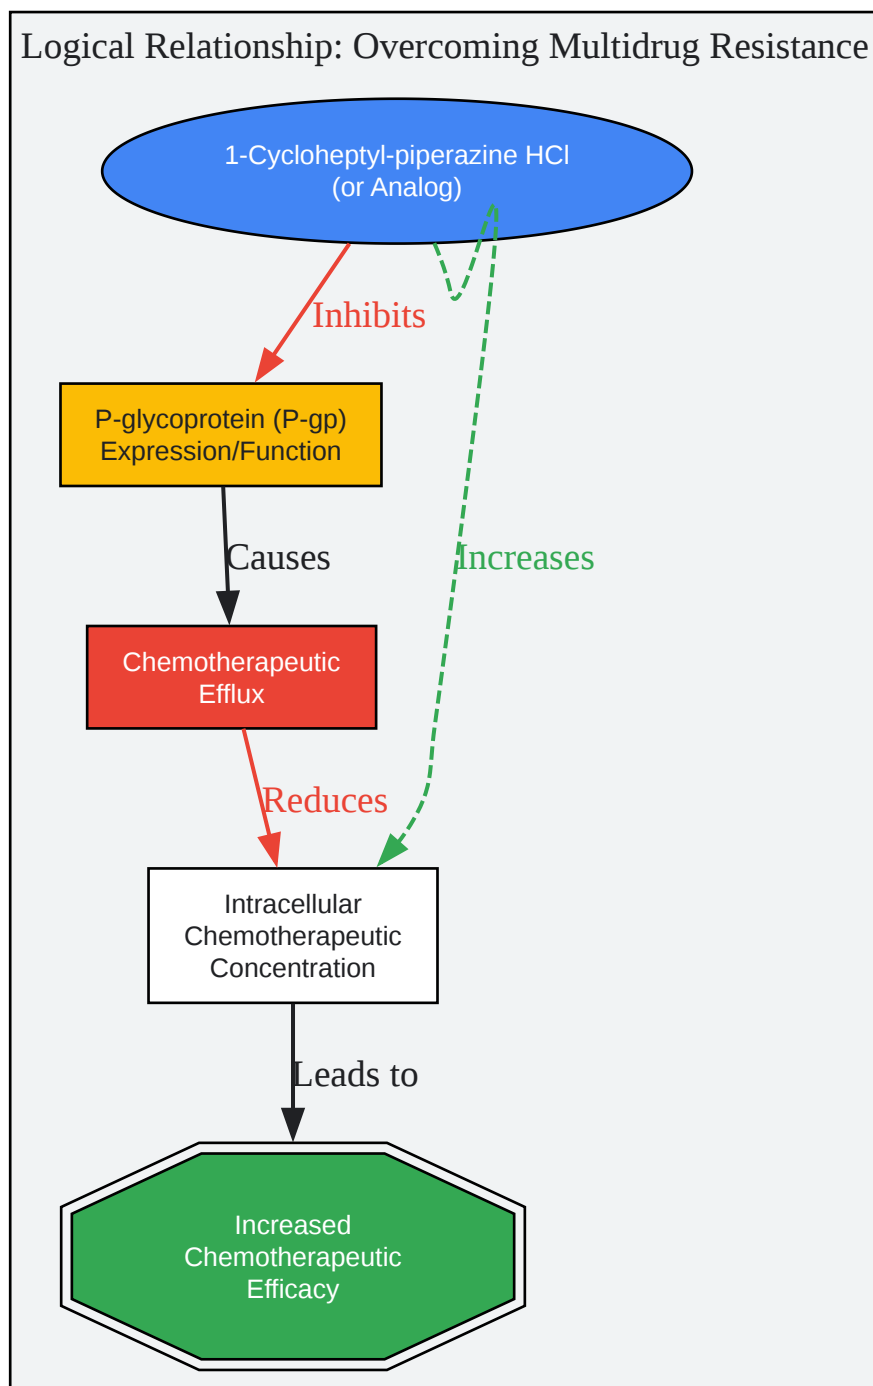 Logical Relationship: Overcoming Multidrug Resistance
1-Cycloheptyl-piperazine HCl
(or Analog)
Inhibits
P-glycoprotein (P-gp)
Expression/Function
Causes
Increases
Chemotherapeutic
Efflux
Reduces
Intracellular
Chemotherapeutic
Concentration
Leads to
Increased
Chemotherapeutic
Efficacy